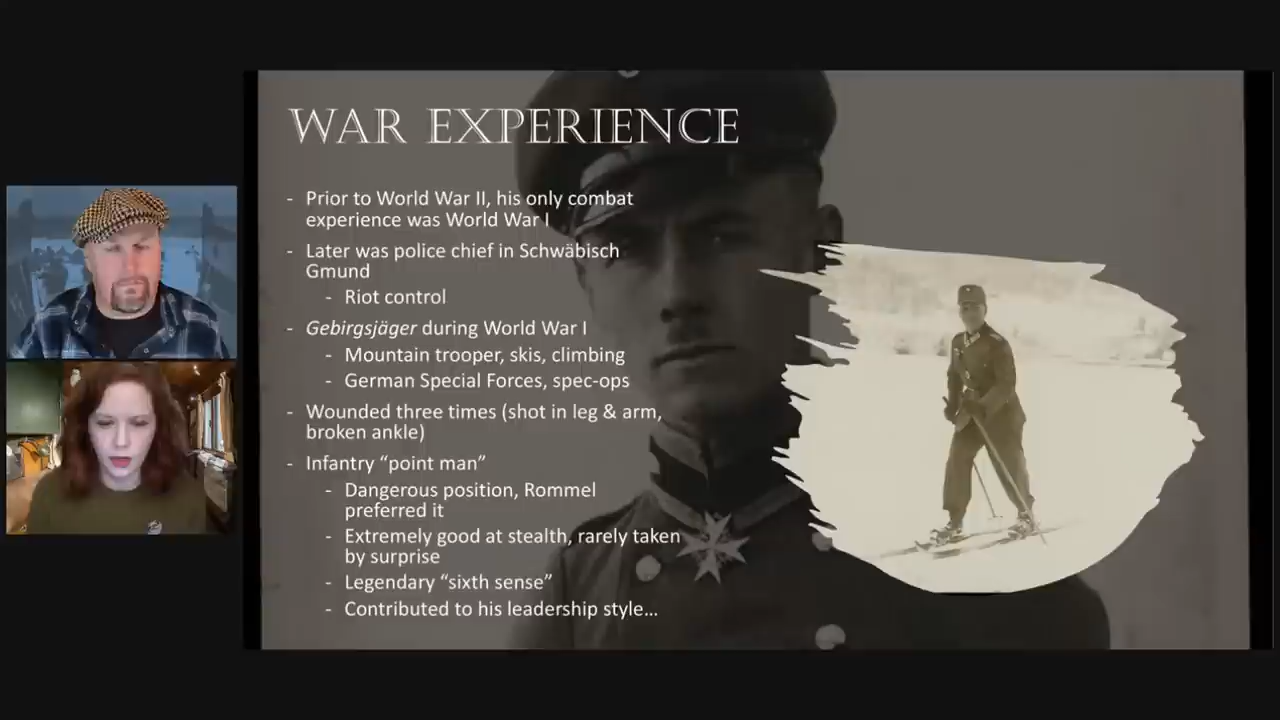 WAR EXPERIENCE
- Prior to World War II, his only combat
experience was World War I
- Later was police chief in Schwäbisch
Gmund
- Riot control
- Gebirgsjäger during World War I
- Mountain trooper, skis, climbing
- German Special Forces, spec-ops
- Wounded three times (shot in leg & arm,
broken ankle)
- Infantry “point man”
- Dangerous position, Rommel
preferred it
- Extremely good at stealth, rarely taken
by surprise
- Legendary “sixth sense”
- Contributed to his leadership style…